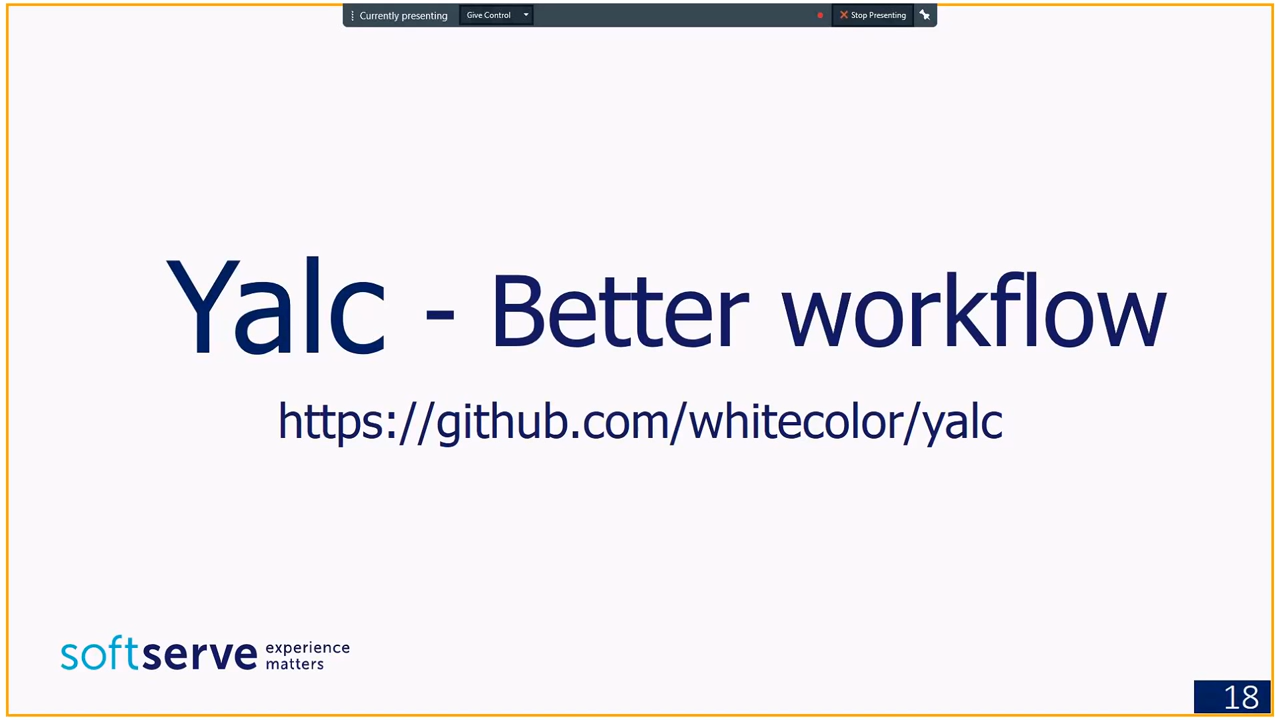 Currently presenting Give Control Stop Presenting
Yalc - Better workflow
https://github.com/whitecolor/yalc
softserve experience
matters
18